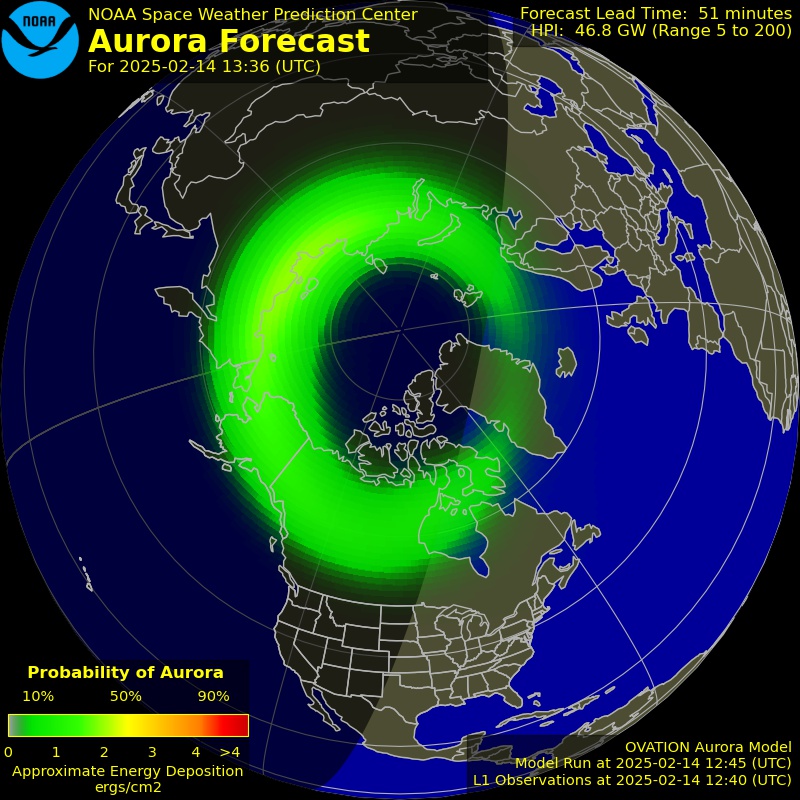 NOAA
NOAA Space Weather Prediction Center
Aurora Forecast
For 2025-02-14 13:36 (UTC)
Forecast Lead Time:  51 minutes
HPI:  46.8 GW (Range 5 to 200)
Probability of Aurora
10% 50% 90%
0 1 2 3 4 >4
Approximate Energy Deposition
ergs/cm2
OVATION Aurora Model
Model Run at 2025-02-14 12:45 (UTC)
L1 Observations at 2025-02-14 12:40 (UTC)